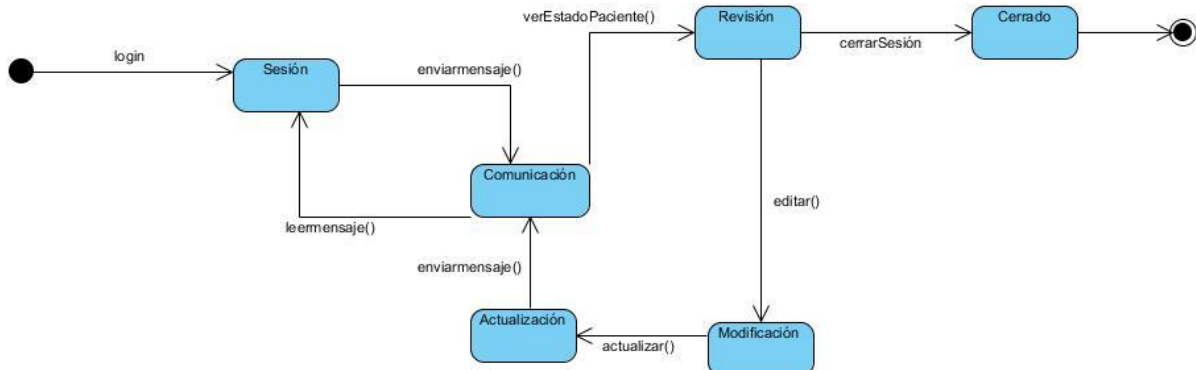 verEstadoPaciente()
Revisión
Cerrado
cerrarSesión
login
Sesión
enviarmensaje()
Comunicación
leermensaje()
editar()
enviarmensaje()
Actualización
actualizar()
Modificación